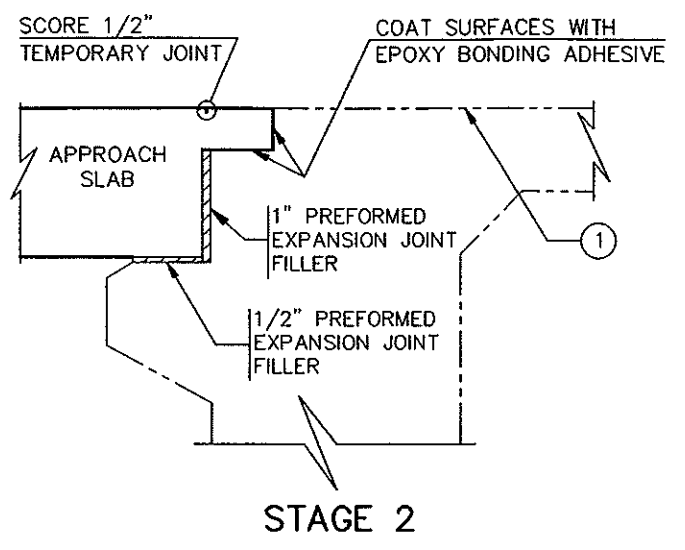 SCORE 1/2"
TEMPORARY JOINT
COAT SURFACES WITH
EPOXY BONDING ADHESIVE
APPROACH
SLAB
1" PREFORMED
EXPANSION JOINT
FILLER
1
1/2" PREFORMED
EXPANSION JOINT
FILLER
STAGE 2